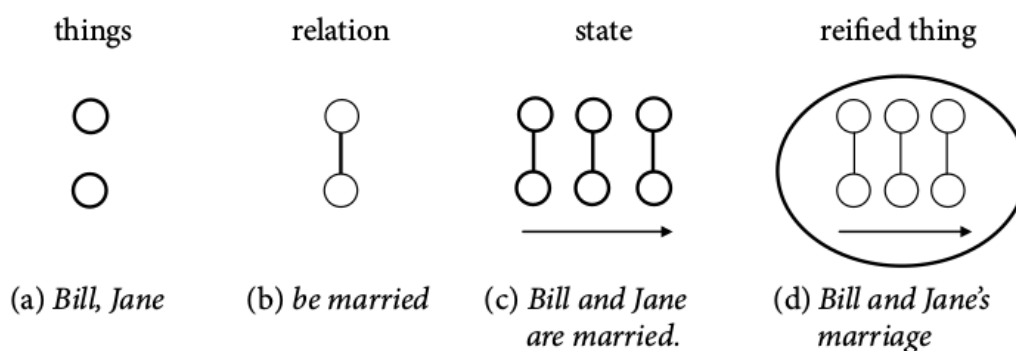 things
relation
state
reified thing
(a) Bill, Jane
(b) be married
(c) Bill and Jane
are married.
(d) Bill and Jane’s
marriage